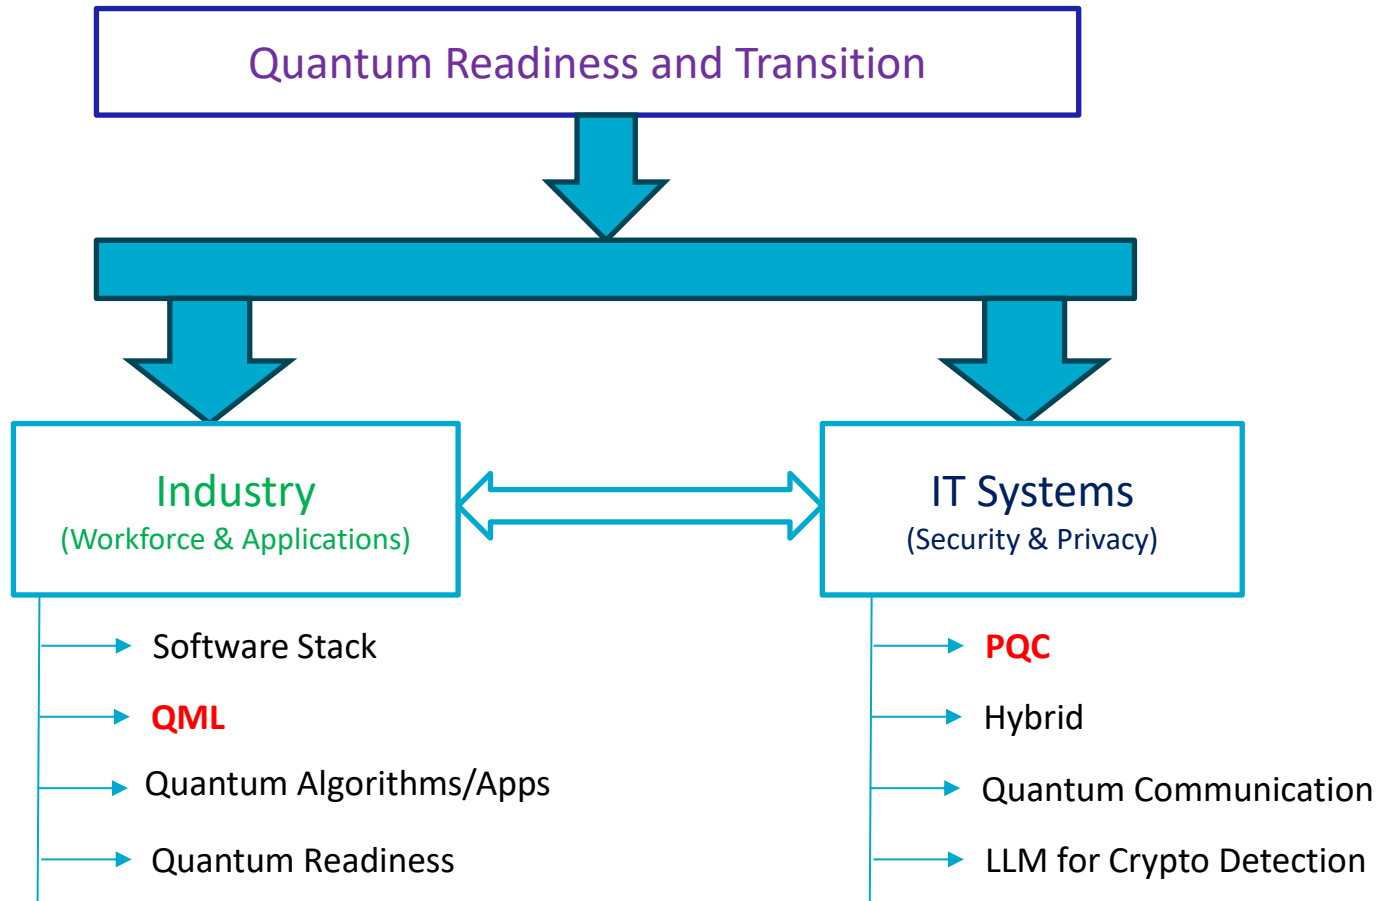 Quantum Readiness and Transition
Industry
(Workforce & Applications)
Software Stack
QML
Quantum Algorithms/Apps
Quantum Readiness
IT Systems
(Security & Privacy)
PQC
Hybrid
Quantum Communication
LLM for Crypto Detection